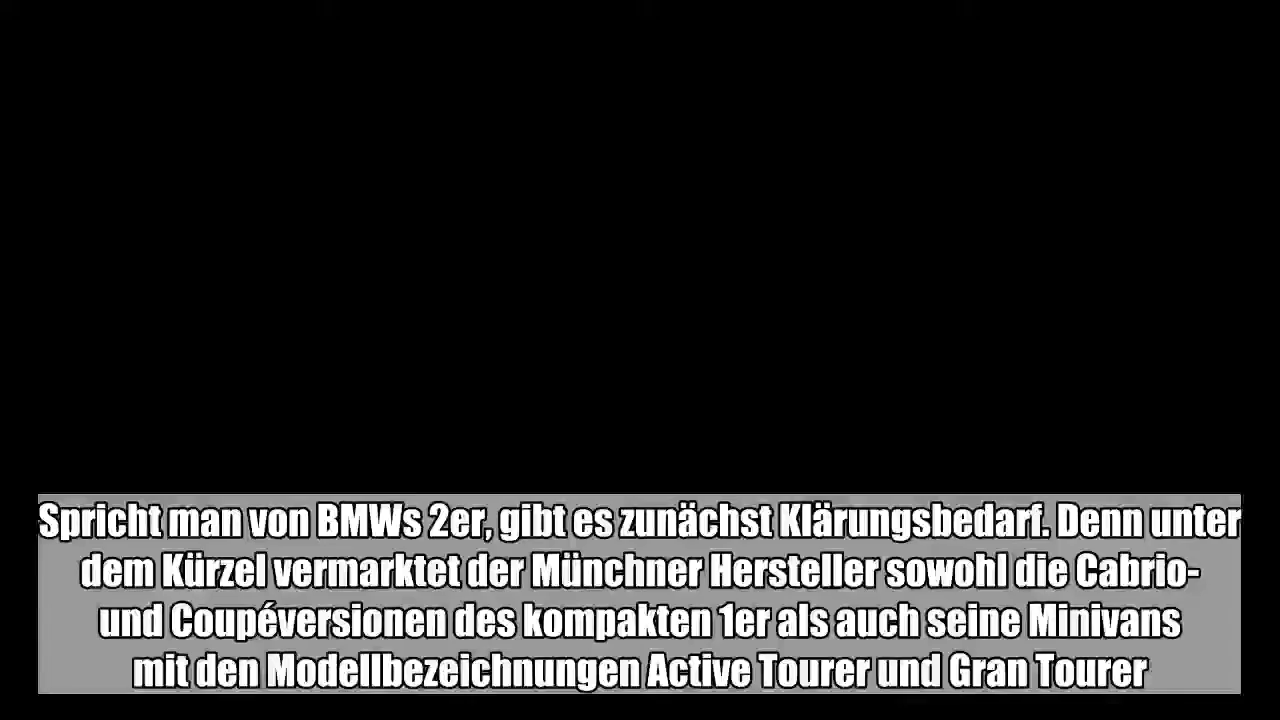 Spricht man von BMWs 2er, gibt es zunächst Klärungsbedarf. Denn unter
dem Kürzel vermarktet der Münchner Hersteller sowohl die Cabrio-
und Coupéversionen des kompakten 1er als auch seine Minivans
mit den Modellbezeichnungen Active Tourer und Gran Tourer